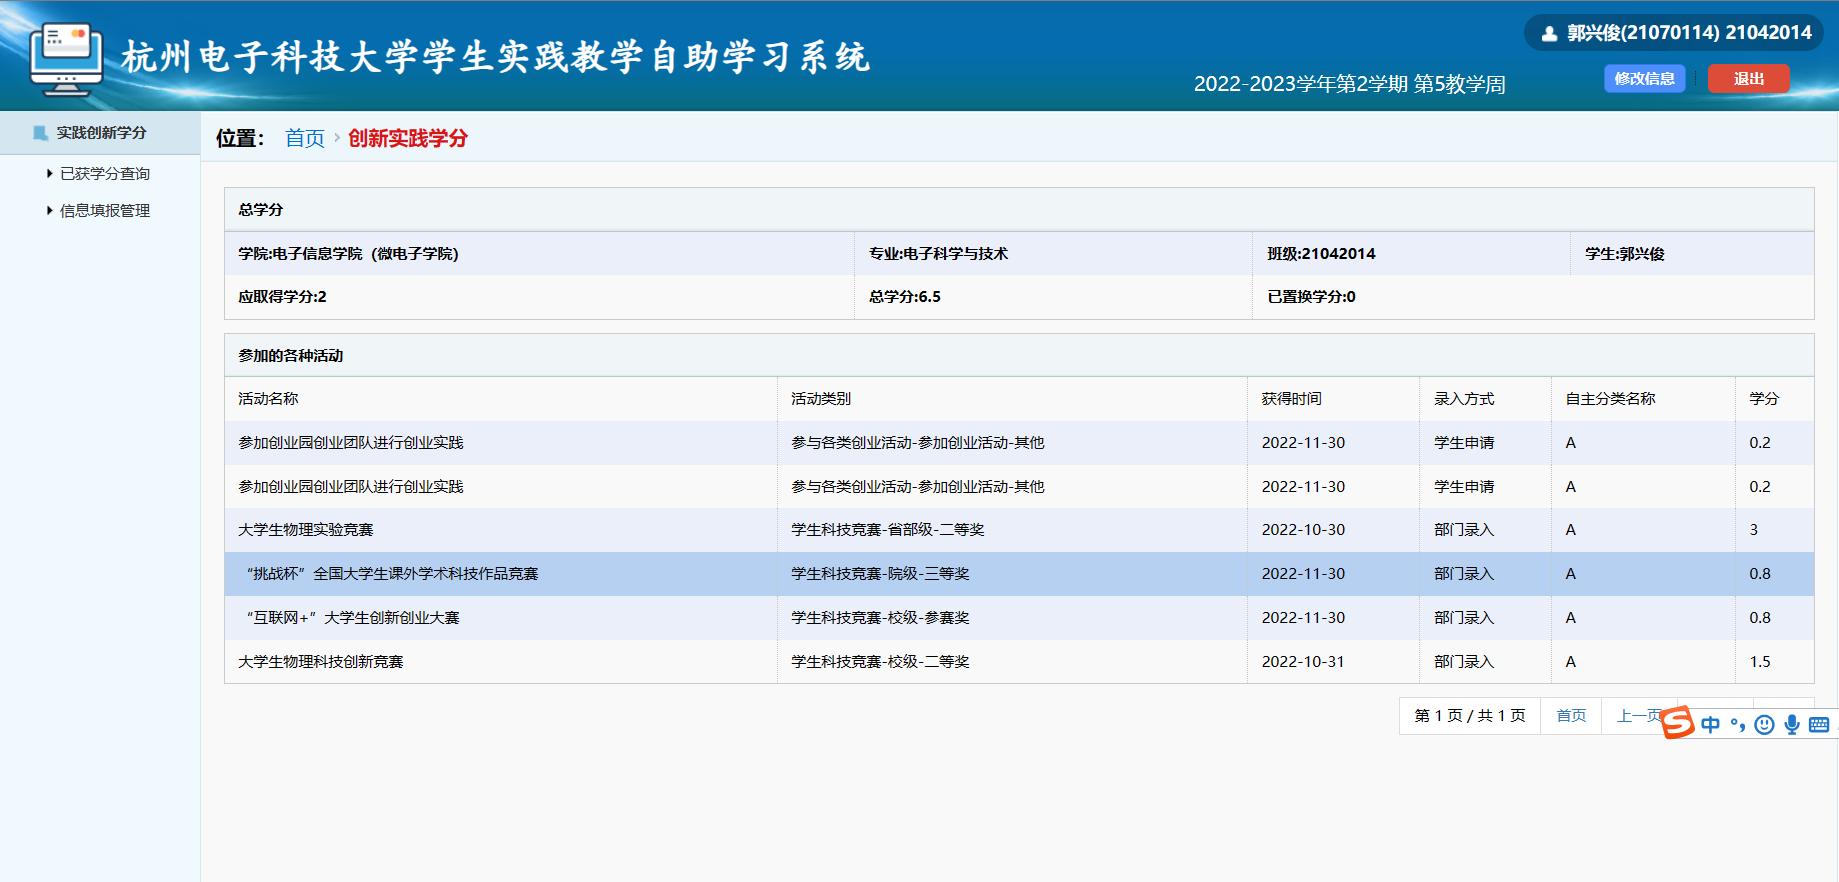 杭州电子科技大学学生实践教学自助学习系统
郭兴俊(21070114) 21042014
2022-2023学年第2学期 第5教学周
修改信息
退出
实践创新学分
已获学分查询
信息填报管理
位置： 首页 › 创新实践学分
总学分
学院:电子信息学院（微电子学院） 专业:电子科学与技术 班级:21042014 学生:郭兴俊
应取得学分:2 总学分:6.5 已置换学分:0
参加的各种活动
活动名称 活动类别 获得时间 录入方式 自主分类名称 学分
参加创业园创业团队进行创业实践 参与各类创业活动-参加创业活动-其他 2022-11-30 学生申请 A 0.2
参加创业园创业团队进行创业实践 参与各类创业活动-参加创业活动-其他 2022-11-30 学生申请 A 0.2
大学生物理实验竞赛 学生科技竞赛-省部级-二等奖 2022-10-30 部门录入 A 3
“挑战杯”全国大学生课外学术科技作品竞赛 学生科技竞赛-院级-三等奖 2022-11-30 部门录入 A 0.8
“互联网+”大学生创新创业大赛 学生科技竞赛-校级-参赛奖 2022-11-30 部门录入 A 0.8
大学生物理科技创新竞赛 学生科技竞赛-校级-二等奖 2022-10-31 部门录入 A 1.5
第 1 页 / 共 1 页 首页 上一页
S 中 °,